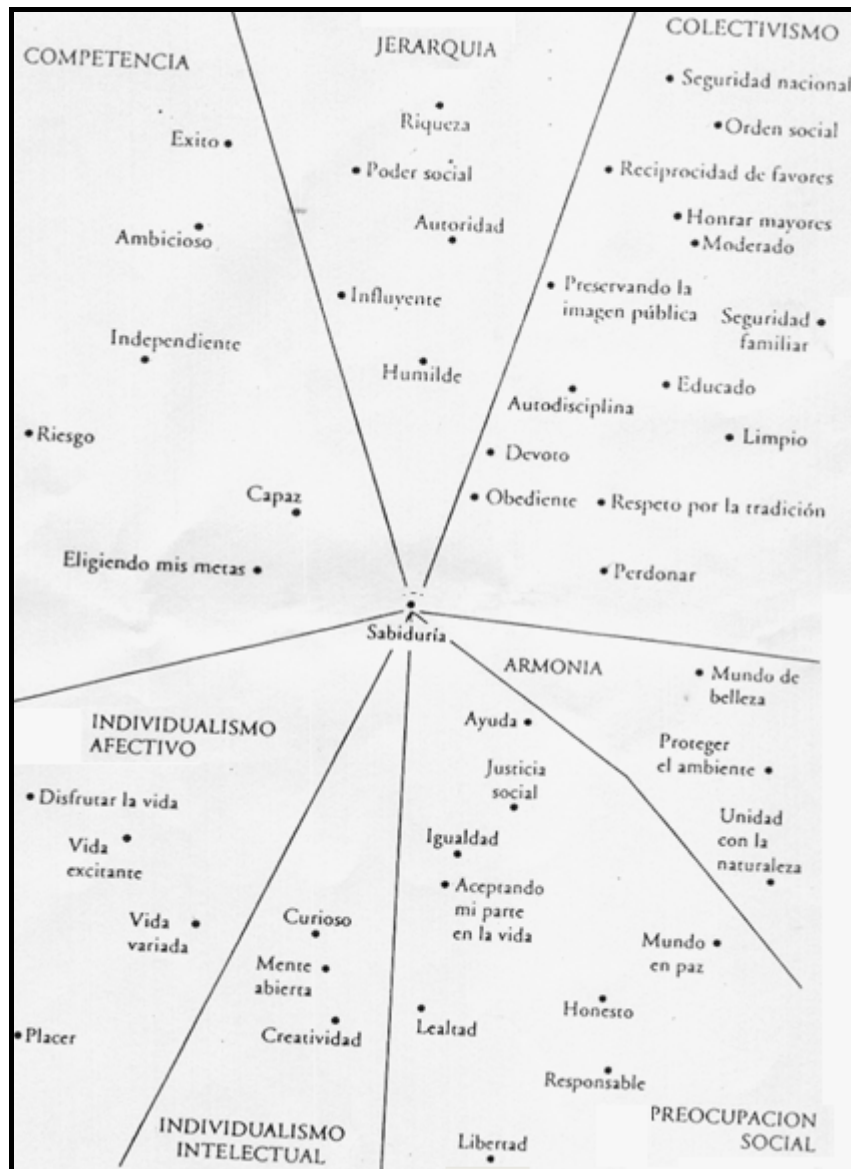 COMPETENCIA
Exito
Ambicioso
Independiente
Riesgo
Capaz
Eligiendo mis metas
JERARQUIA
Riqueza
Poder social
Autoridad
Influyente
Humilde
COLECTIVISMO
Seguridad nacional
Orden social
Reciprocidad de favores
Honrar mayores
Moderado
Preservando la
imagen pública
Seguridad
familiar
Educado
Autodisciplina
Limpio
Devoto
Obediente
Respeto por la tradición
Perdonar
Sabiduría
ARMONIA
Mundo de
belleza
Proteger
el ambiente
Unidad
con la
naturaleza
INDIVIDUALISMO
AFECTIVO
Disfrutar la vida
Vida
excitante
Vida
variada
Placer
Curioso
Mente
abierta
Creatividad
INDIVIDUALISMO
INTELECTUAL
Ayuda
Justicia
social
Igualdad
Aceptando
mi parte
en la vida
Mundo
en paz
Honesto
Lealtad
Responsable
Libertad
PREOCUPACION
SOCIAL